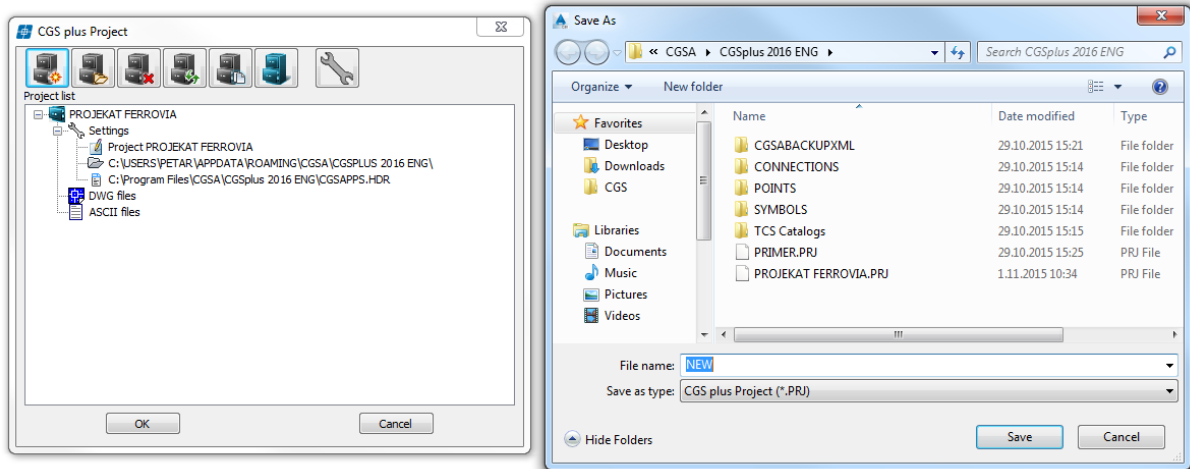 CGS plus Project
Project list
PROJEKAT FERROVIA
Settings
Project PROJEKAT FERROVIA
C:\USERS\PETAR\APPDATA\ROAMING\CGSA\CGSPLUS 2016 ENG\
C:\Program Files\CGSA\CGSplus 2016 ENG\CGSAPPS.HDR
DWG files
ASCII files
OK Cancel
Save As
« CGSA CGSplus 2016 ENG Search CGSplus 2016 ENG
Organize New folder
Favorites
Desktop
Downloads
CGS
Libraries
Documents
Music
Pictures
Videos
Name Date modified Type
CGSABACKUPXML 29.10.2015 15:21 File folder
CONNECTIONS 29.10.2015 15:14 File folder
POINTS 29.10.2015 15:14 File folder
SYMBOLS 29.10.2015 15:14 File folder
TCS Catalogs 29.10.2015 15:15 File folder
PRIMER.PRJ 29.10.2015 15:25 PRJ File
PROJEKAT FERROVIA.PRJ 1.11.2015 10:34 PRJ File
File name: NEW
Save as type: CGS plus Project (*.PRJ)
Hide Folders Save Cancel